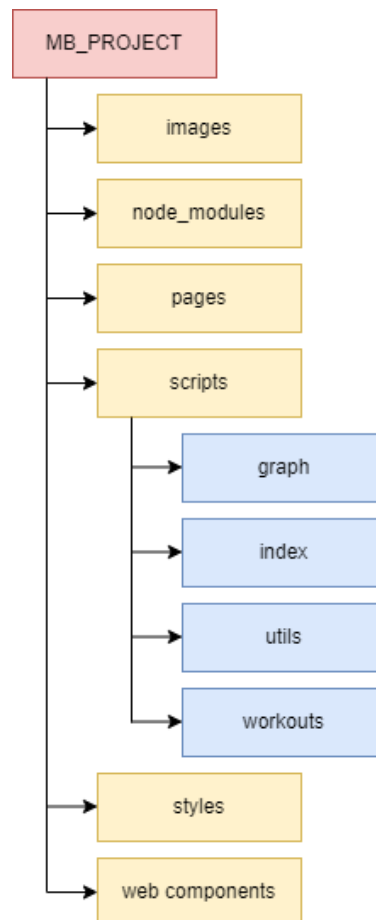 MB_PROJECT
images
node_modules
pages
scripts
graph
index
utils
workouts
styles
web components